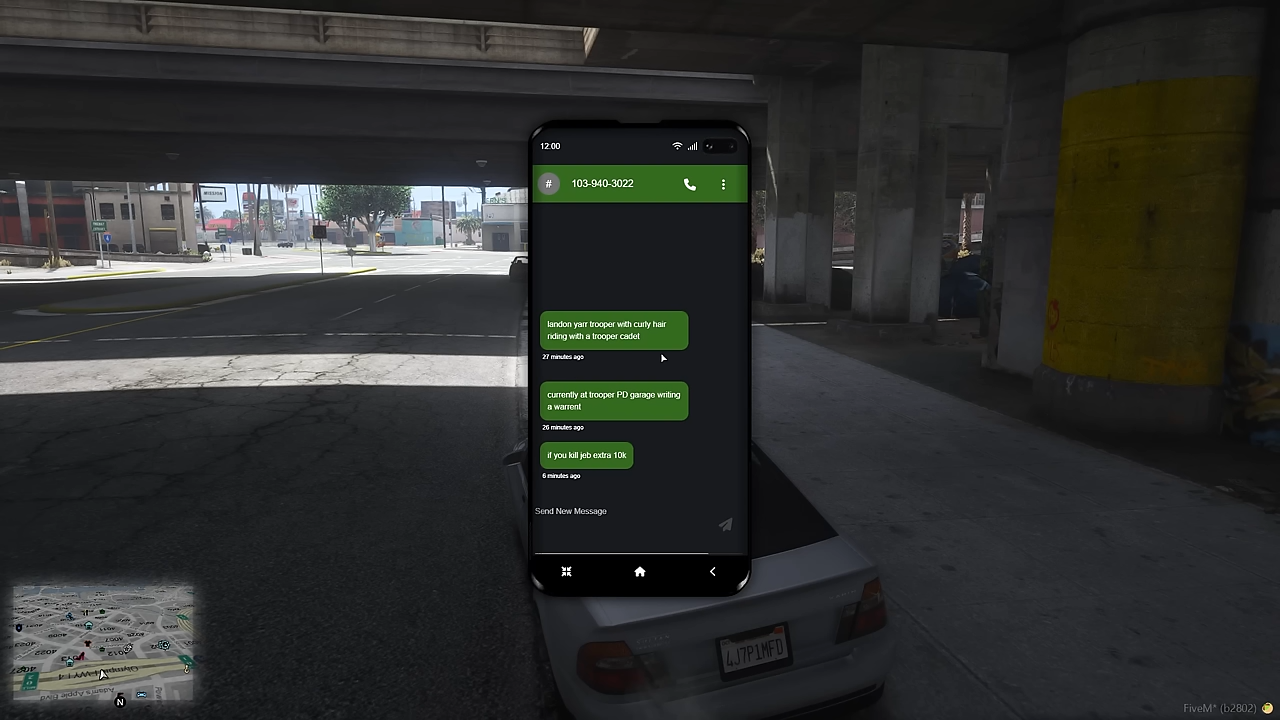 12.00
#
103-940-3022
landon yarr trooper with curly hair
riding with a trooper cadet
27 minutes ago
currently at trooper PD garage writing
a warrent
26 minutes ago
if you kill jeb extra 10k
6 minutes ago
Send New Message
MISSION
4J7P1MFD
N
FiveM* (b2802)